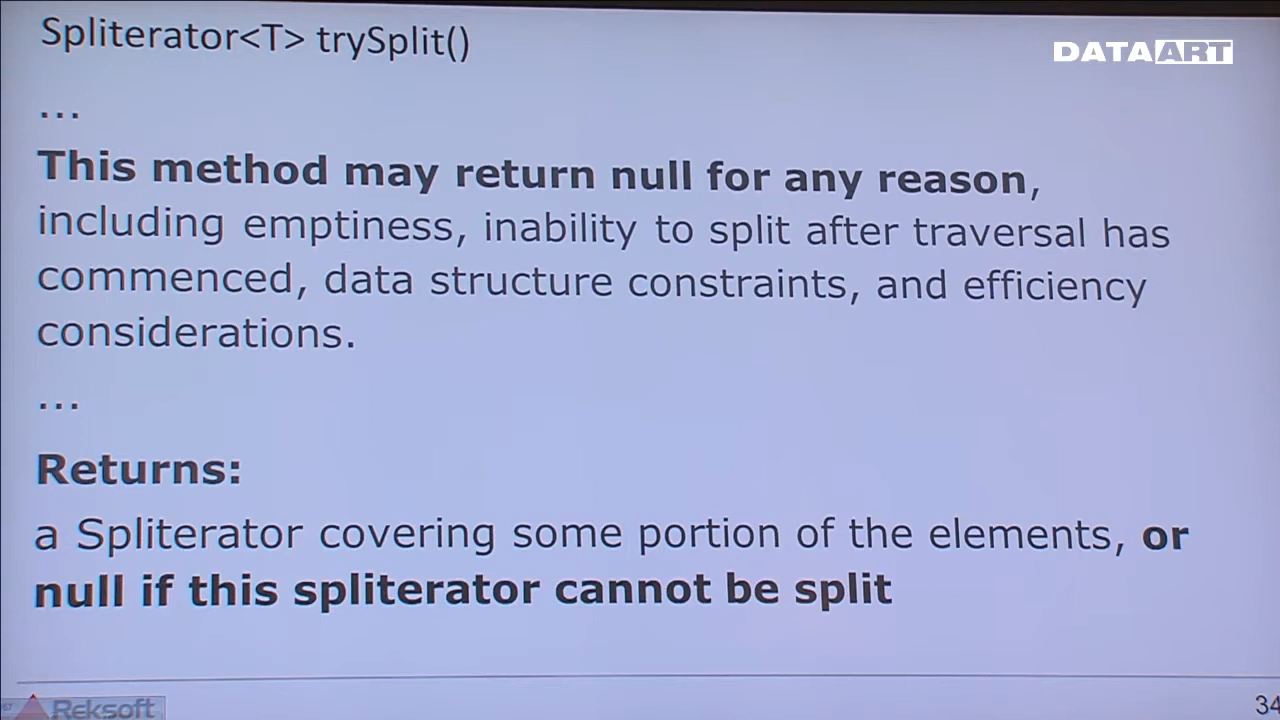 Spliterator<T> trySplit()
DATAART
...
This method may return null for any reason,
including emptiness, inability to split after traversal has
commenced, data structure constraints, and efficiency
considerations.
...
Returns:
a Spliterator covering some portion of the elements, or
null if this spliterator cannot be split
Reksoft
34